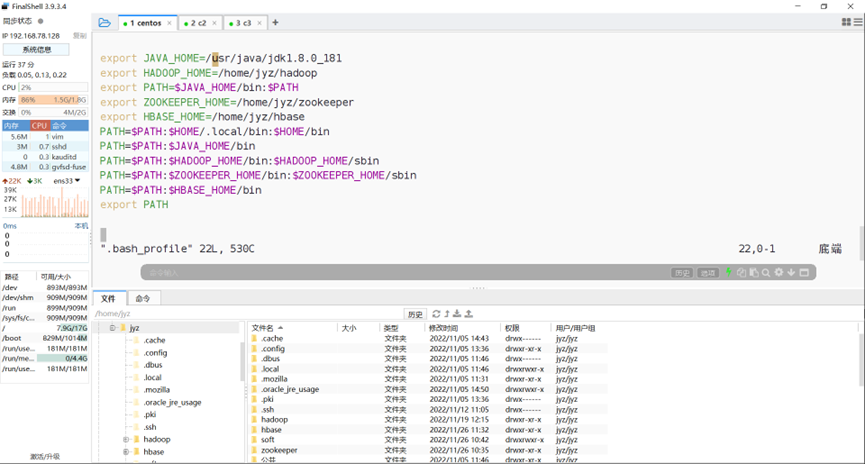 FinalShell 3.9.4
同步状态
IP 192.168.78.128 复制
系统信息
运行 37 分
负载 0.05, 0.13, 0.22
CPU 2%
内存 86% 1.5G/1.8G
交换 0% 4M/2G
内存 CPU 命令
5.6M 1 vim
3M 0.7 sshd
0 0.3 kauditd
4.8M 0.3 gvfsd-fuse
22K 3K ens33
39K
27K
13K
0ms 本机
0
0
0
路径 可用/大小
/dev 893M/893M
/dev/shm 909M/909M
/run 899M/909M
/sys/fs/c... 909M/909M
/ 7.9G/17G
/boot 829M/1014M
/run/use... 181M/181M
/run/me... 0/4.4G
/run/use... 181M/181M
激活/升级
1 centos
2 c2
3 c3
export JAVA_HOME=/usr/java/jdk1.8.0_181
export HADOOP_HOME=/home/jyz/hadoop
export PATH=$JAVA_HOME/bin:$PATH
export ZOOKEEPER_HOME=/home/jyz/zookeeper
export HBASE_HOME=/home/jyz/hbase
PATH=$PATH:$HOME/.local/bin:$HOME/bin
PATH=$PATH:$JAVA_HOME/bin
PATH=$PATH:$HADOOP_HOME/bin:$HADOOP_HOME/sbin
PATH=$PATH:$ZOOKEEPER_HOME/bin:$ZOOKEEPER_HOME/sbin
PATH=$PATH:$HBASE_HOME/bin
export PATH
".bash_profile" 22L, 530C 22,0-1 底端
命令输入 历史 选项
文件 命令
/home/jyz 历史
jyz
.cache
.config
.dbus
.local
.mozilla
.oracle_jre_usage
.pki
.ssh
hadoop
hbase
文件名 大小 类型 修改时间 权限 用户/用户组
.cache 文件夹 2022/11/05 14:43 drwx------ jyz/jyz
.config 文件夹 2022/11/05 13:36 drwxr-xr-x jyz/jyz
.dbus 文件夹 2022/11/05 11:46 drwx------ jyz/jyz
.local 文件夹 2022/11/05 11:46 drwxrwxr-x jyz/jyz
.mozilla 文件夹 2022/11/05 11:31 drwxr-xr-x jyz/jyz
.oracle_jre_usage 文件夹 2022/11/05 14:50 drwxrwxr-x jyz/jyz
.pki 文件夹 2022/11/05 13:36 drwx------ jyz/jyz
.ssh 文件夹 2022/11/12 11:05 drwx------ jyz/jyz
hadoop 文件夹 2022/11/19 12:15 drwxr-xr-x jyz/jyz
hbase 文件夹 2022/11/26 11:32 drwxr-xr-x jyz/jyz
soft 文件夹 2022/11/26 10:42 drwxrwxr-x jyz/jyz
zookeeper 文件夹 2022/11/26 10:35 drwxr-xr-x jyz/jyz
公共 文件夹 2022/11/05 11:46 drwxr-xr-x jyz/jyz